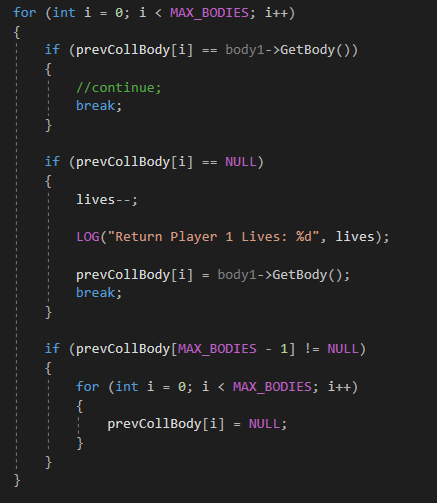 for (int i = 0; i < MAX_BODIES; i++)
{
    if (prevCollBody[i] == body1->GetBody())
    {
        //continue;
        break;
    }

    if (prevCollBody[i] == NULL)
    {
        lives--;

        LOG("Return Player 1 Lives: %d", lives);

        prevCollBody[i] = body1->GetBody();
        break;
    }

    if (prevCollBody[MAX_BODIES - 1] != NULL)
    {
        for (int i = 0; i < MAX_BODIES; i++)
        {
            prevCollBody[i] = NULL;
        }
    }
}